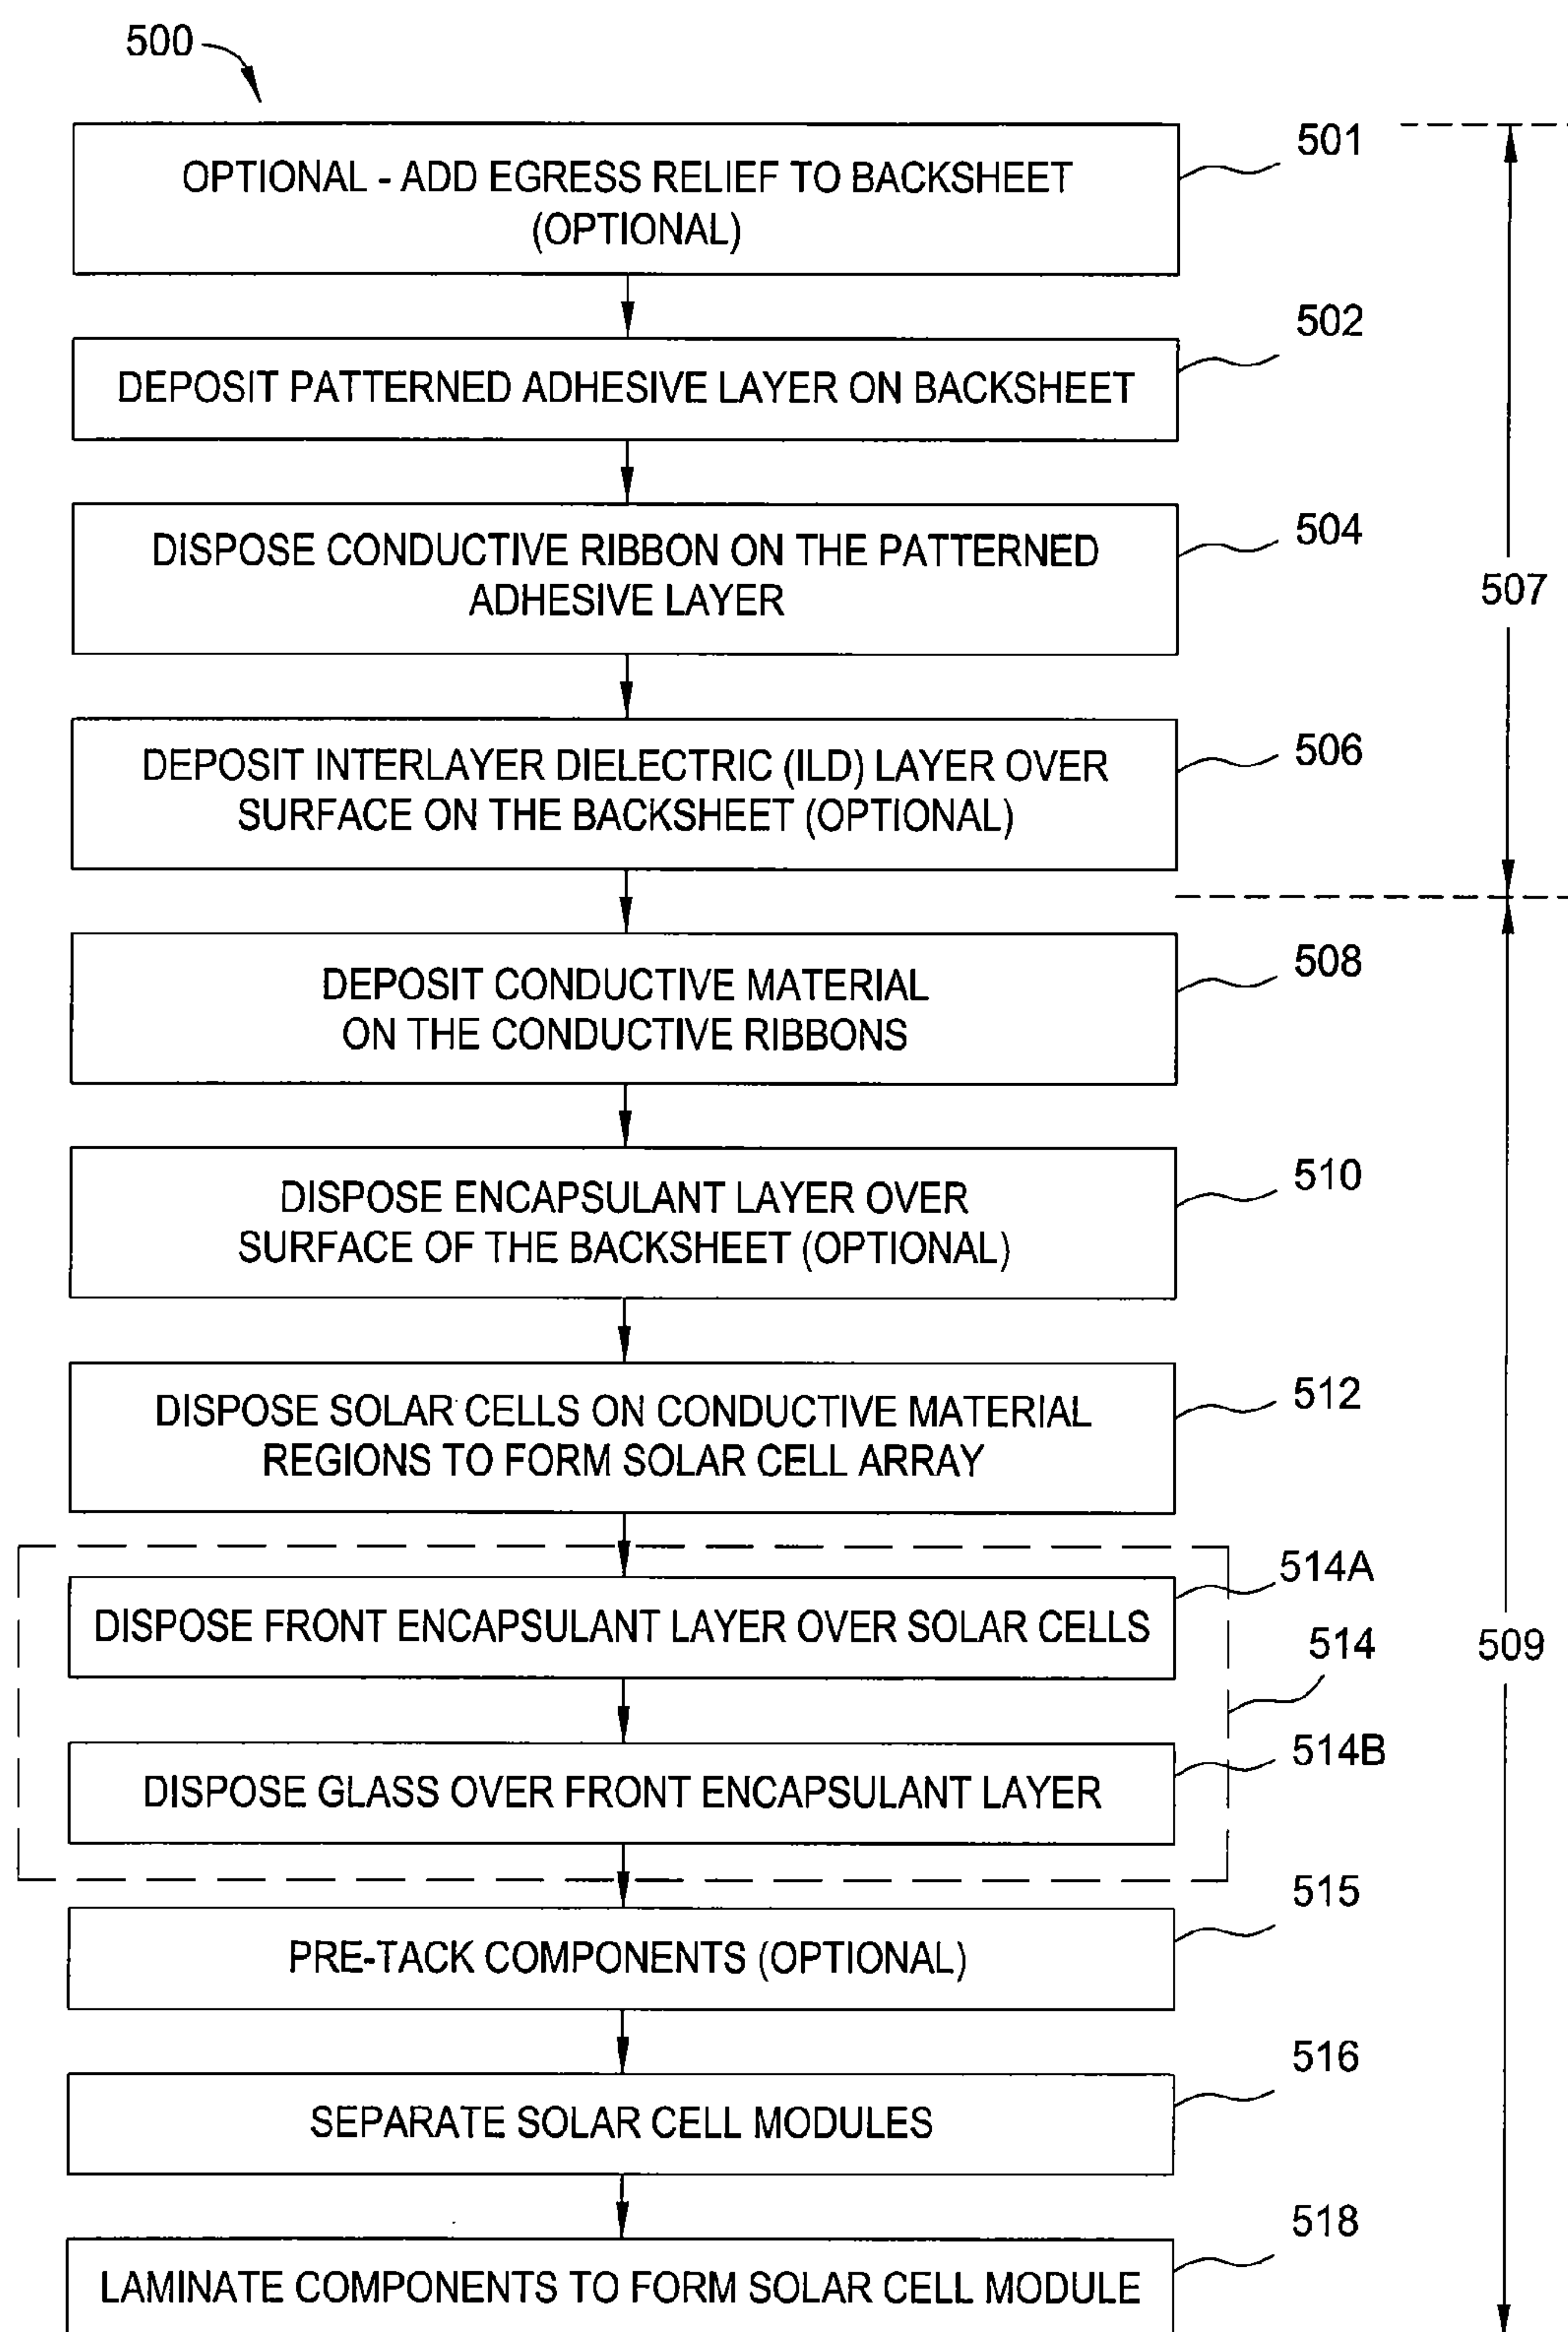 500
OPTIONAL - ADD EGRESS RELIEF TO BACKSHEET
(OPTIONAL)
501
DEPOSIT PATTERNED ADHESIVE LAYER ON BACKSHEET
502
DISPOSE CONDUCTIVE RIBBON ON THE PATTERNED
ADHESIVE LAYER
504
507
DEPOSIT INTERLAYER DIELECTRIC (ILD) LAYER OVER
SURFACE ON THE BACKSHEET (OPTIONAL)
506
DEPOSIT CONDUCTIVE MATERIAL
ON THE CONDUCTIVE RIBBONS
508
DISPOSE ENCAPSULANT LAYER OVER
SURFACE OF THE BACKSHEET (OPTIONAL)
510
DISPOSE SOLAR CELLS ON CONDUCTIVE MATERIAL
REGIONS TO FORM SOLAR CELL ARRAY
512
DISPOSE FRONT ENCAPSULANT LAYER OVER SOLAR CELLS
514A
514
509
DISPOSE GLASS OVER FRONT ENCAPSULANT LAYER
514B
PRE-TACK COMPONENTS (OPTIONAL)
515
SEPARATE SOLAR CELL MODULES
516
LAMINATE COMPONENTS TO FORM SOLAR CELL MODULE
518